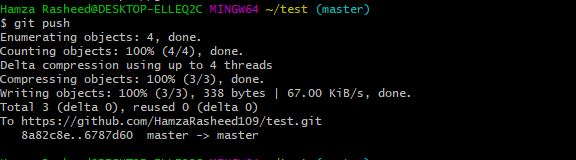 Hamza Rasheed@DESKTOP-ELLEQ2C MINGW64 ~/test (master)
$ git push
Enumerating objects: 4, done.
Counting objects: 100% (4/4), done.
Delta compression using up to 4 threads
Compressing objects: 100% (3/3), done.
Writing objects: 100% (3/3), 338 bytes | 67.00 KiB/s, done.
Total 3 (delta 0), reused 0 (delta 0)
To https://github.com/HamzaRasheed109/test.git
   8a82c8e..6787d60  master -> master